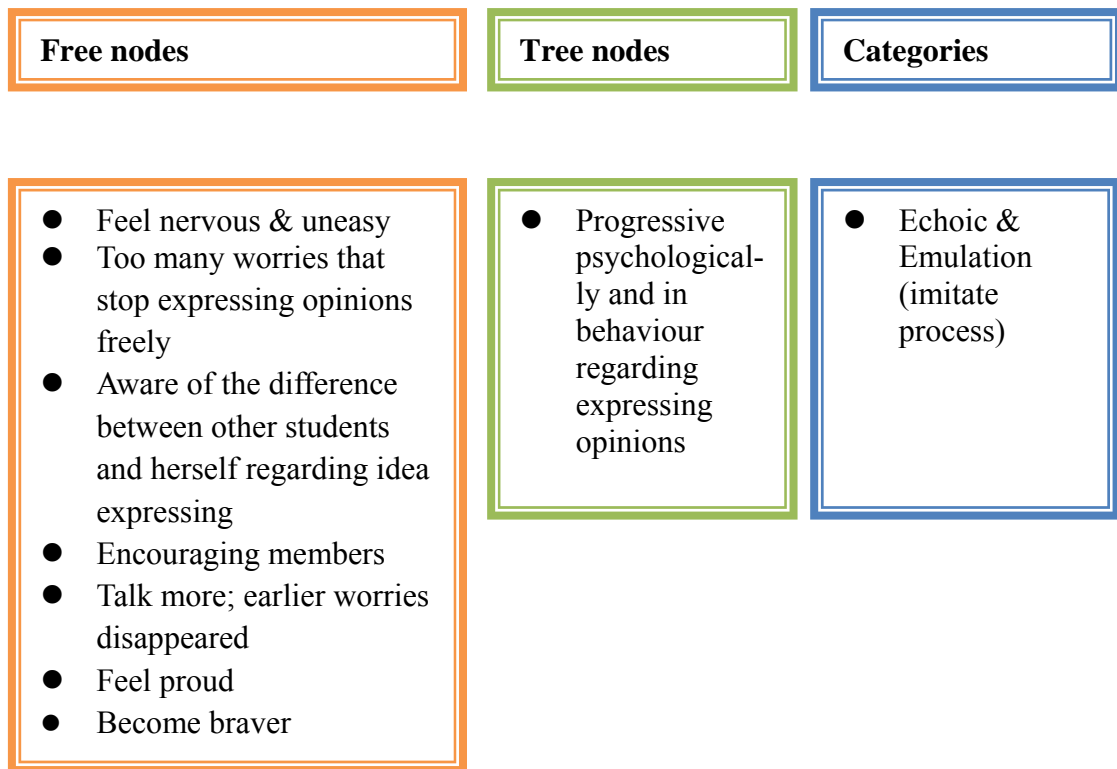 Free nodes
Tree nodes
Categories
● Feel nervous & uneasy
● Too many worries that
stop expressing opinions
freely
● Aware of the difference
between other students
and herself regarding idea
expressing
● Encouraging members
● Talk more; earlier worries
disappeared
● Feel proud
● Become braver
● Progressive
psychological-
ly and in
behaviour
regarding
expressing
opinions
● Echoic &
Emulation
(imitate
process)